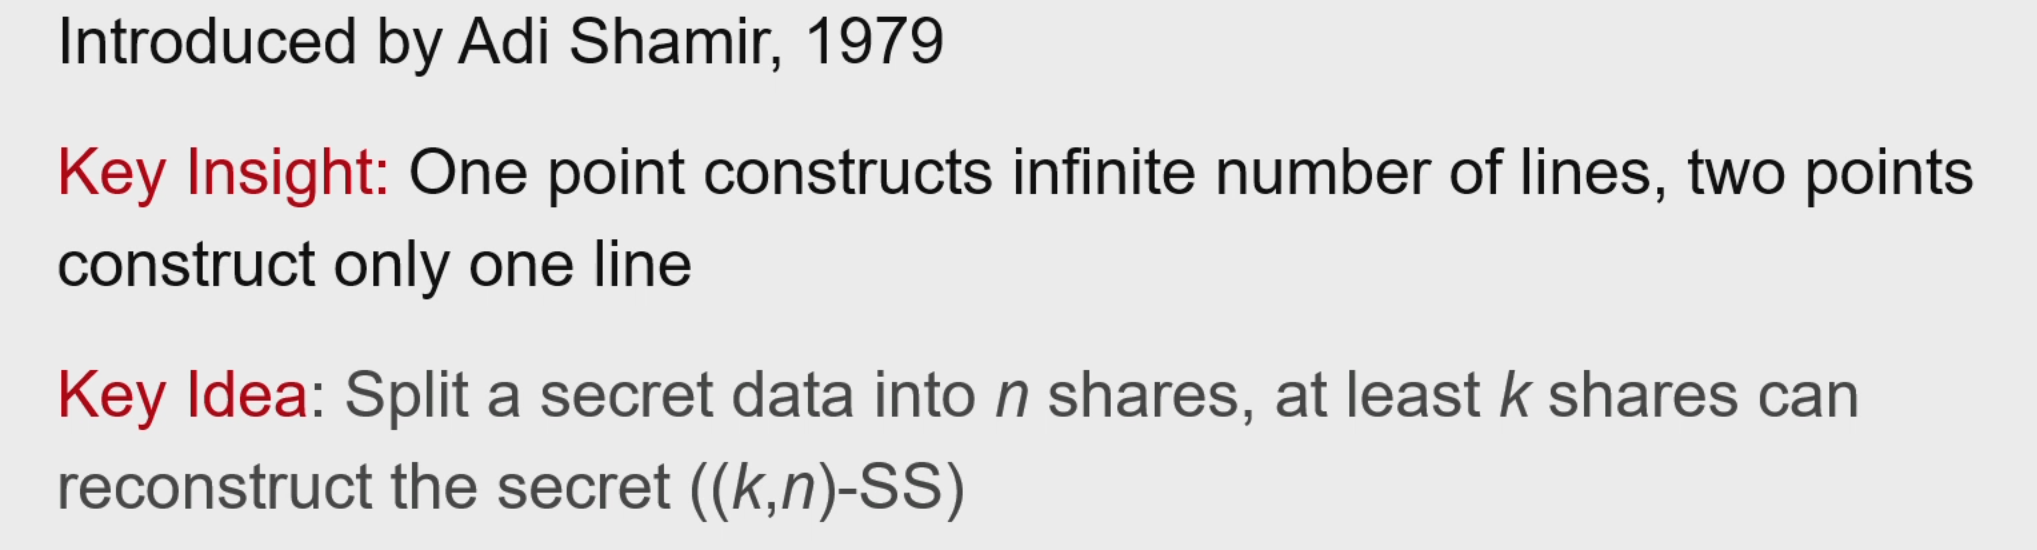 Introduced by Adi Shamir, 1979
Key Insight: One point constructs infinite number of lines, two points
construct only one line
Key Idea: Split a secret data into n shares, at least k shares can
reconstruct the secret ((k,n)-SS)